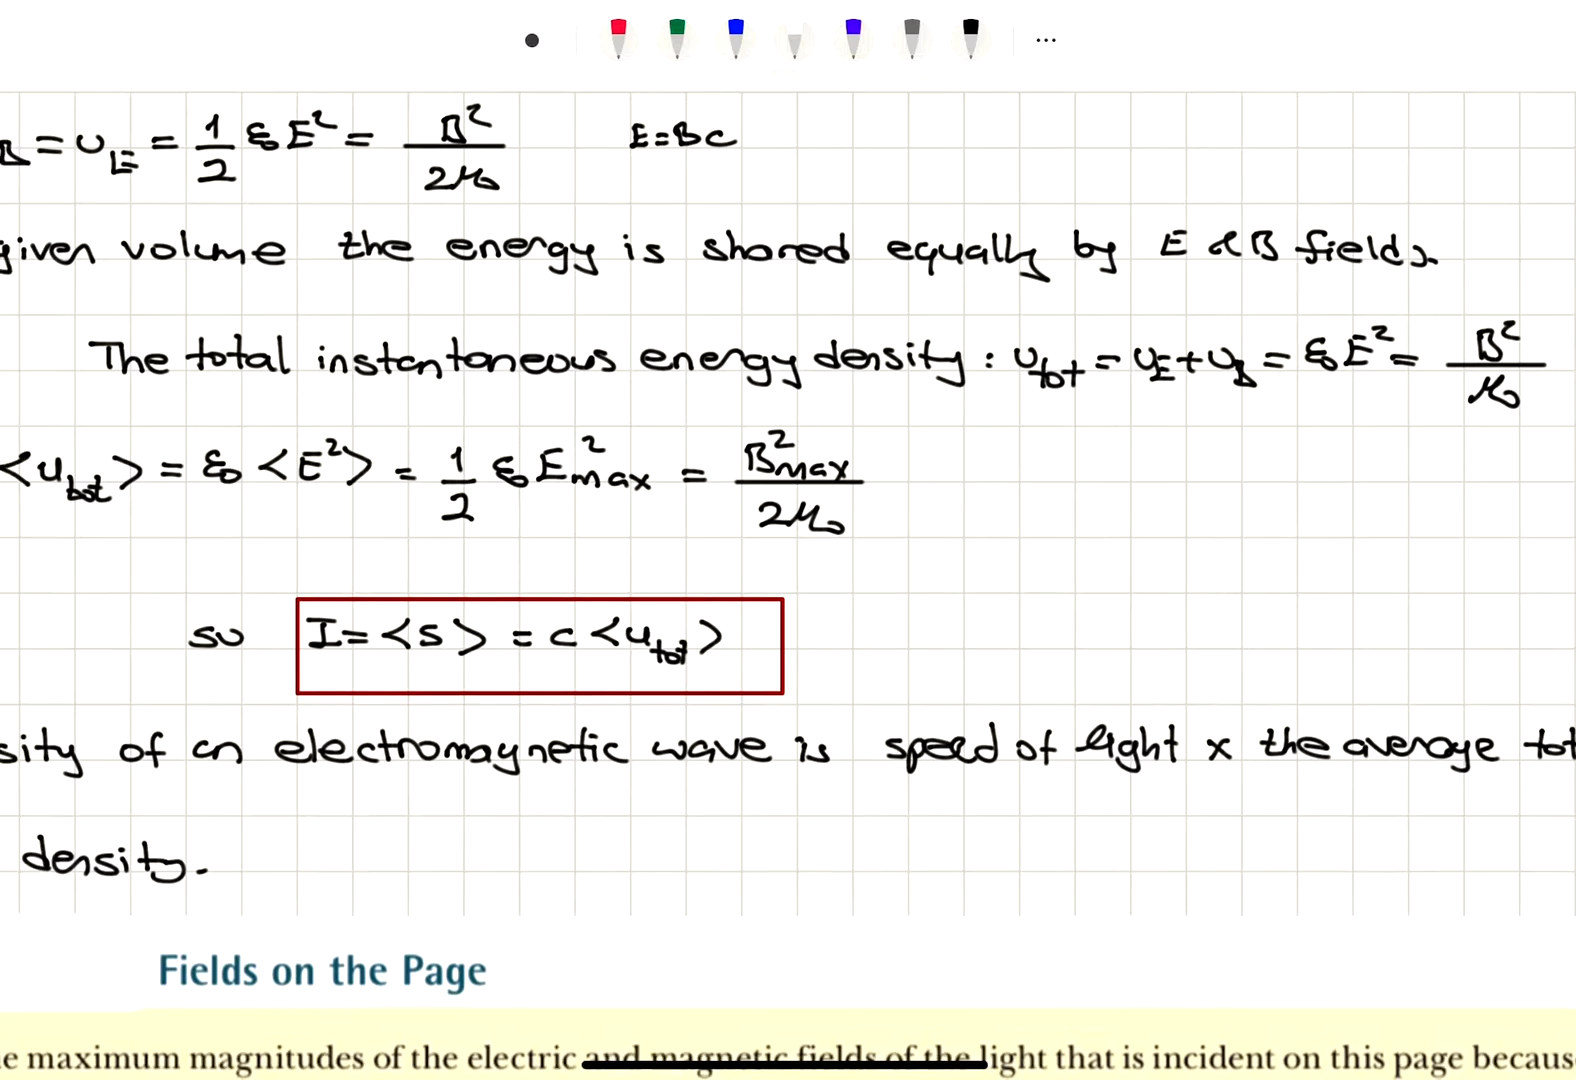 B = u_E = 1/2 ε₀E² = B²/2μ₀ E=BC
given volume the energy is shared equally by E & B fields.
The total instantaneous energy density : u_tot = u_E + u_B = ε₀E² = B²/μ₀
<u_tot> = ε₀ <E²> = 1/2 ε₀ E²max = B²max/2μ₀
so I = <S> = c <u_tot>
sity of an electromagnetic wave is speed of light x the average tot
density.
Fields on the Page
e maximum magnitudes of the electric and magnetic fields of the light that is incident on this page becaus